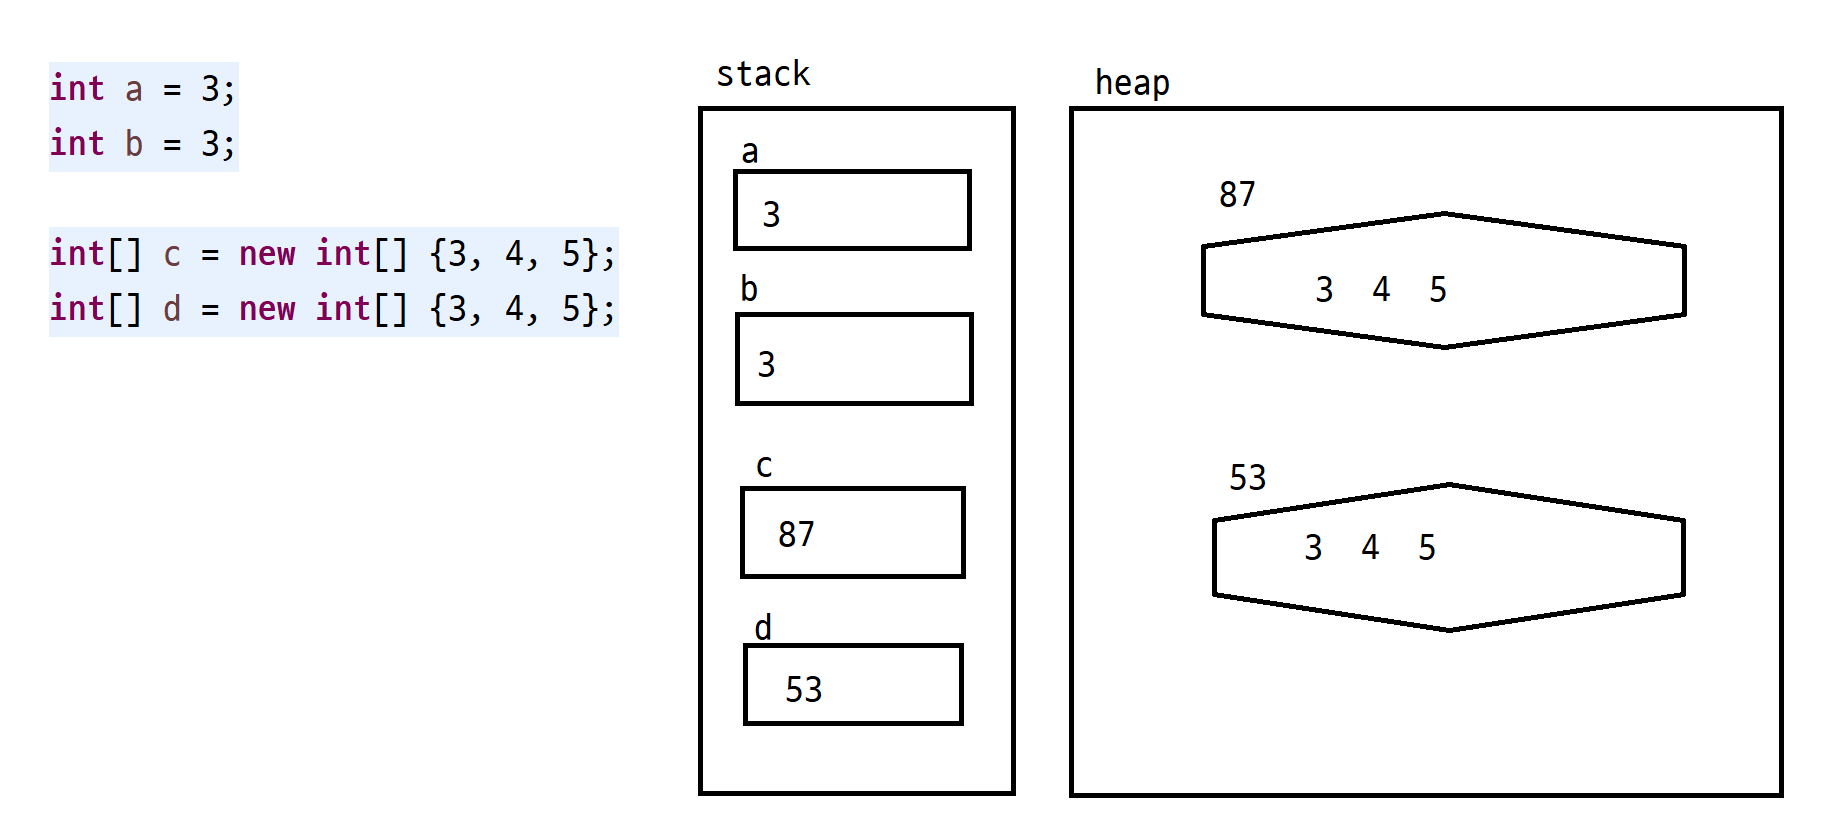 int a = 3;
int b = 3;
int[] c = new int[] {3, 4, 5};
int[] d = new int[] {3, 4, 5};
stack
a
3
b
3
c
87
d
53
heap
87
3 4 5
53
3 4 5